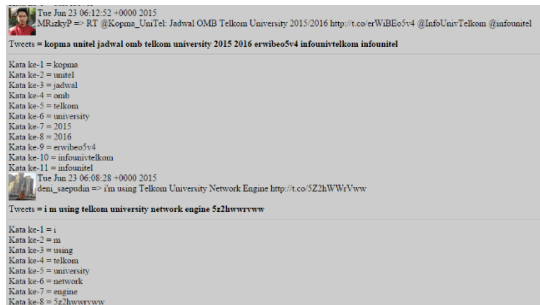 Tue Jun 23 06:12:52 +0000 2015
MRizkyP => RT @Kopma_UniTel: Jadwal OMB Telkom University 2015/2016 http://t.co/erWiBEo5v4 @InfoUnivTelkom @infounitel
Tweets = kopma unitel jadwal omb telkom university 2015 2016 erwibeo5v4 infounivtelkom infounitel
Kata ke-1 = kopma
Kata ke-2 = unitel
Kata ke-3 = jadwal
Kata ke-4 = omb
Kata ke-5 = telkom
Kata ke-6 = university
Kata ke-7 = 2015
Kata ke-8 = 2016
Kata ke-9 = erwibeo5v4
Kata ke-10 = infounivtelkom
Kata ke-11 = infounitel
Tue Jun 23 06:08:28 +0000 2015
deni_saepudin => i'm using Telkom University Network Engine http://t.co/5Z2hWWrVww
Tweets = i m using telkom university network engine 5z2hwwrvww
Kata ke-1 = i
Kata ke-2 = m
Kata ke-3 = using
Kata ke-4 = telkom
Kata ke-5 = university
Kata ke-6 = network
Kata ke-7 = engine
Kata ke-8 = 5z2hwwrvww